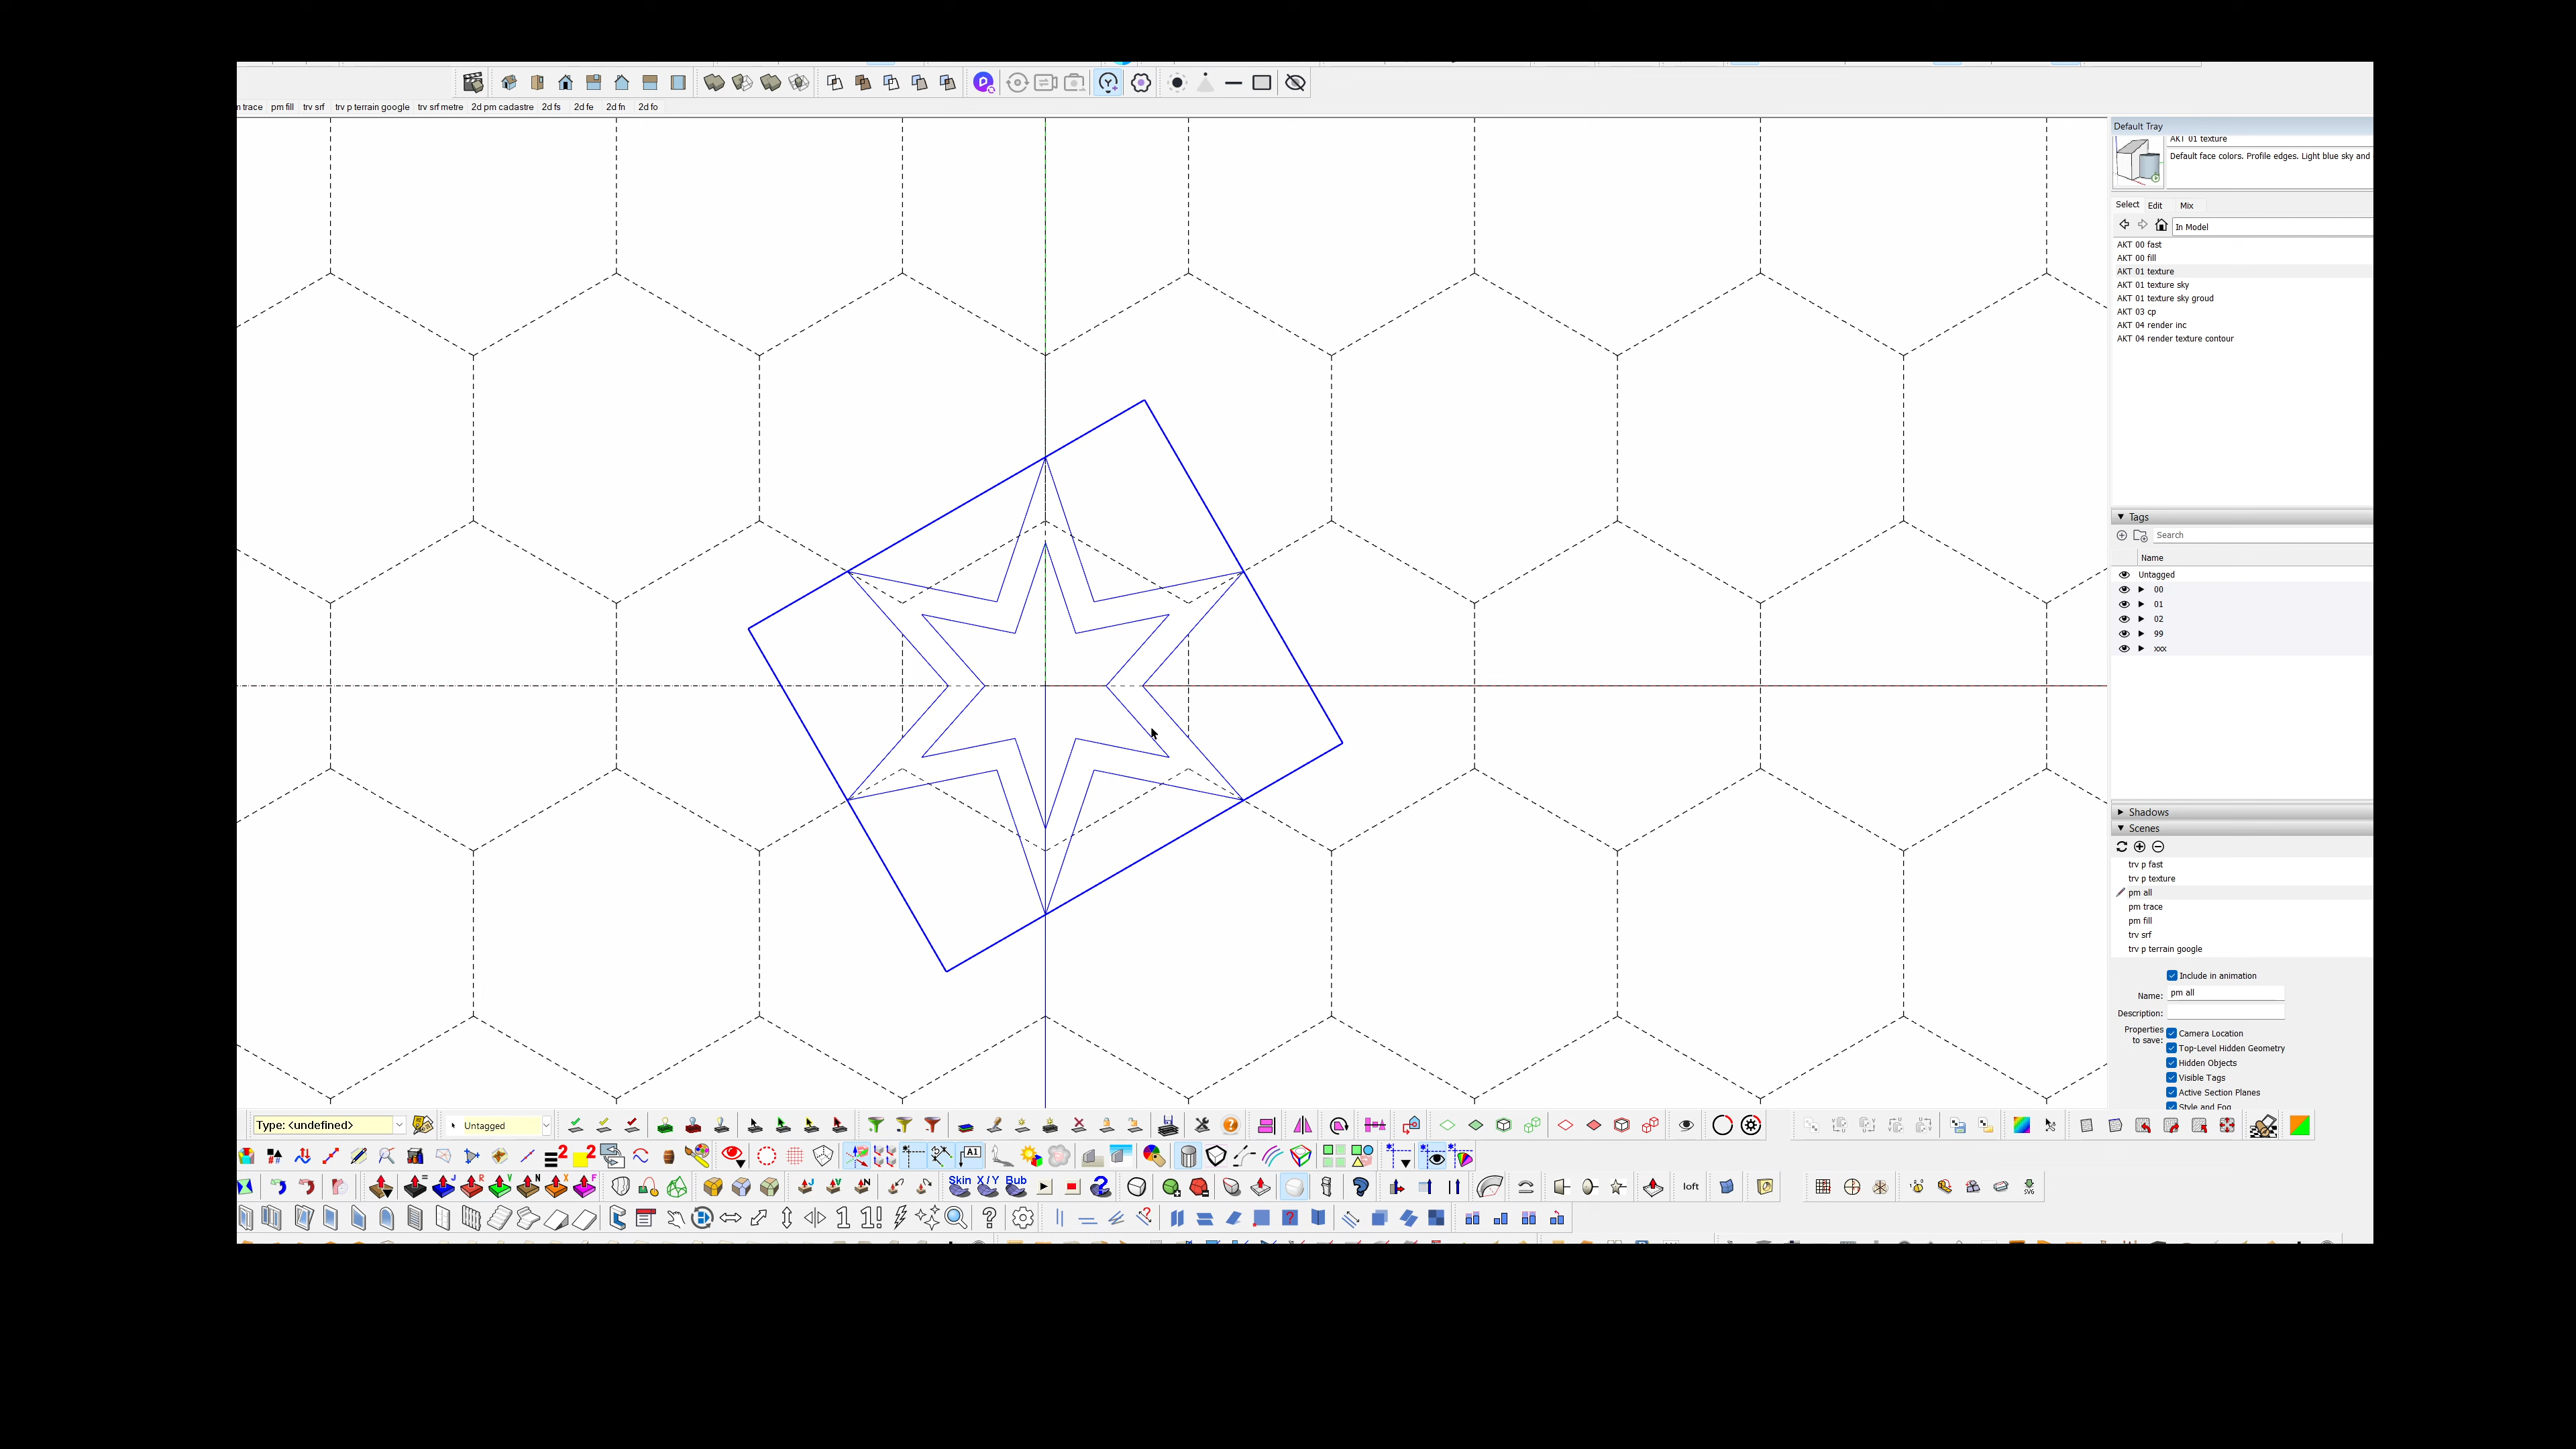 m trace pm fill trv srf trv p terrain google trv srf metre 2d pm cadastre 2d fs 2d fe 2d fn 2d fo
Default Tray
AKT 01 texture
Default face colors. Profile edges. Light blue sky and
Select Edit Mix
In Model
AKT 00 fast
AKT 00 fill
AKT 01 texture
AKT 01 texture sky
AKT 01 texture sky groud
AKT 03 cp
AKT 04 render inc
AKT 04 render texture contour
Tags
Search
Name
Untagged
00
01
02
99
xxx
Shadows
Scenes
trv p fast
trv p texture
pm all
pm trace
pm fill
trv srf
trv p terrain google
Include in animation
Name: pm all
Description:
Properties to save:
Camera Location
Top-Level Hidden Geometry
Hidden Objects
Visible Tags
Active Section Planes
Style and Fog
Type: <undefined>
Untagged
2 2 A1
J R V N X F J V N Skin X/Y Bub loft SVG
1 1!